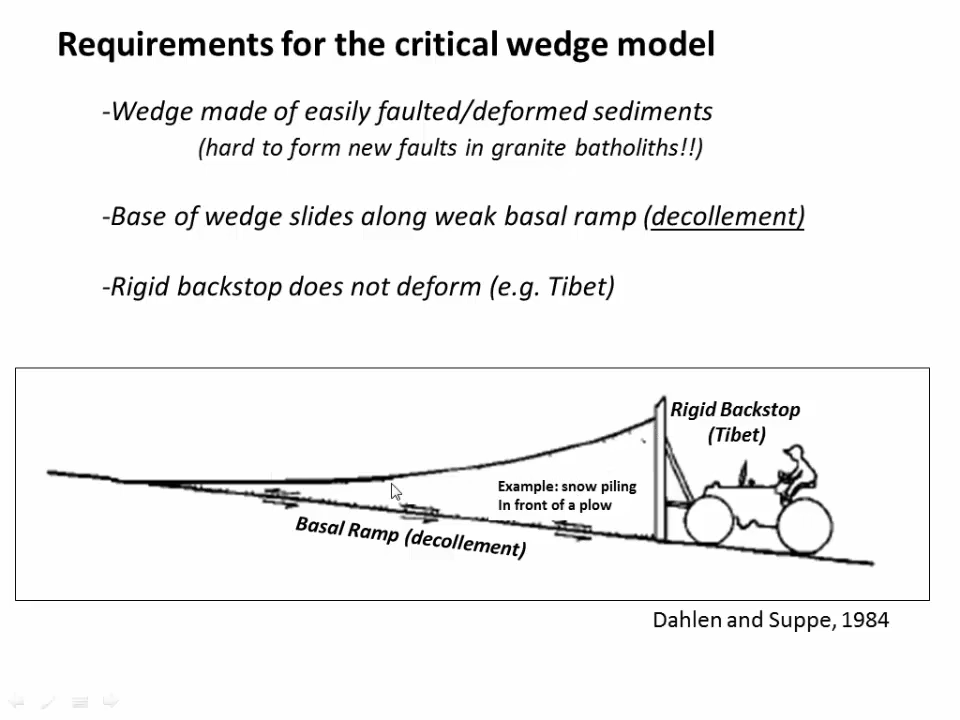 Requirements for the critical wedge model
-Wedge made of easily faulted/deformed sediments
(hard to form new faults in granite batholiths!!)
-Base of wedge slides along weak basal ramp (decollement)
-Rigid backstop does not deform (e.g. Tibet)
Rigid Backstop
(Tibet)
Example: snow piling
In front of a plow
Basal Ramp (decollement)
Dahlen and Suppe, 1984